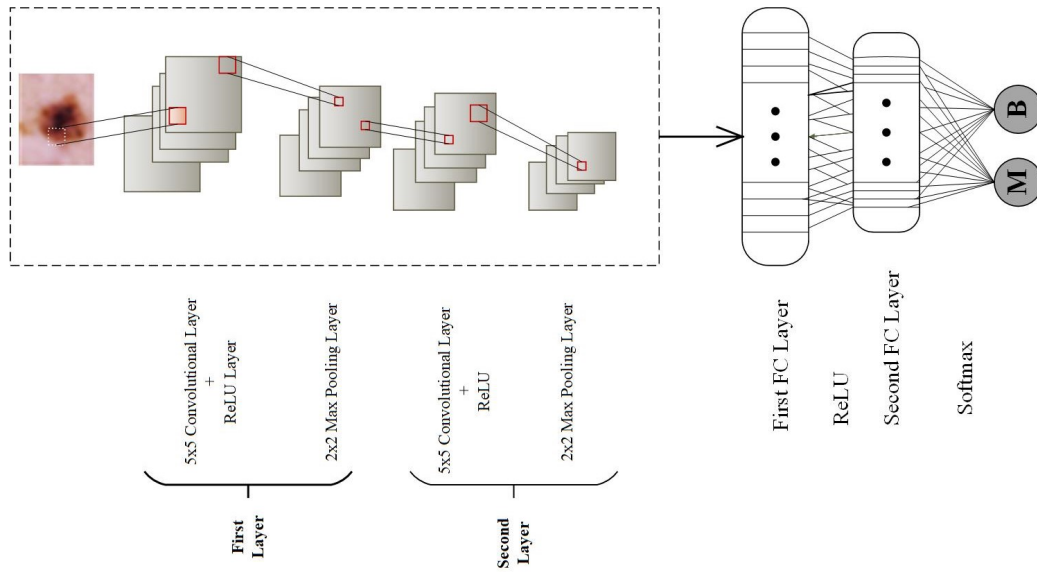 B
M
5x5 Convolutional Layer
+
ReLU Layer
2x2 Max Pooling Layer
5x5 Convolutional Layer
+
ReLU
2x2 Max Pooling Layer
First FC Layer
ReLU
Second FC Layer
Softmax
First
Layer
Second
Layer